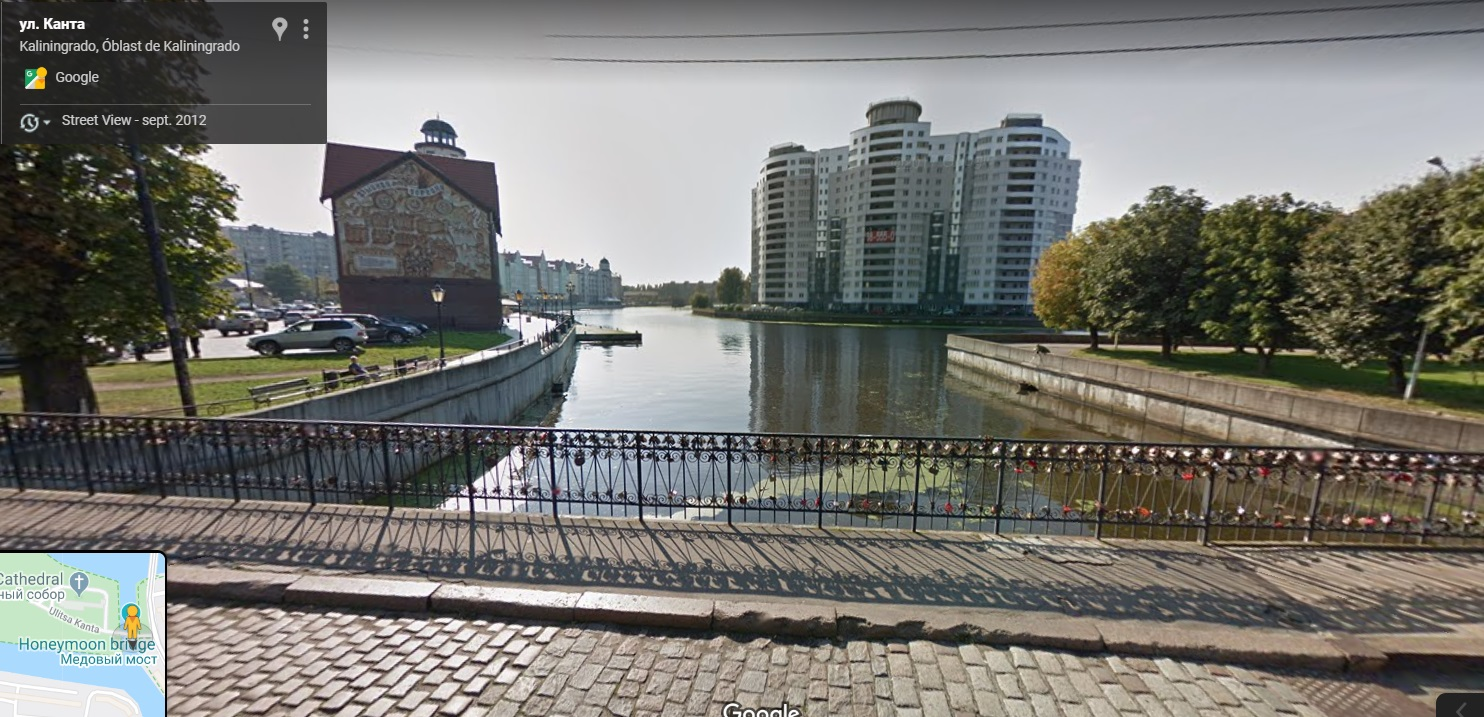 ул. Канта
Kaliningrado, Óblast de Kaliningrado
Google
Street View - sept. 2012
Cathedral
ный собор
Ulitsa Kanta
Honeymoon bridge
Медовый мост
Google